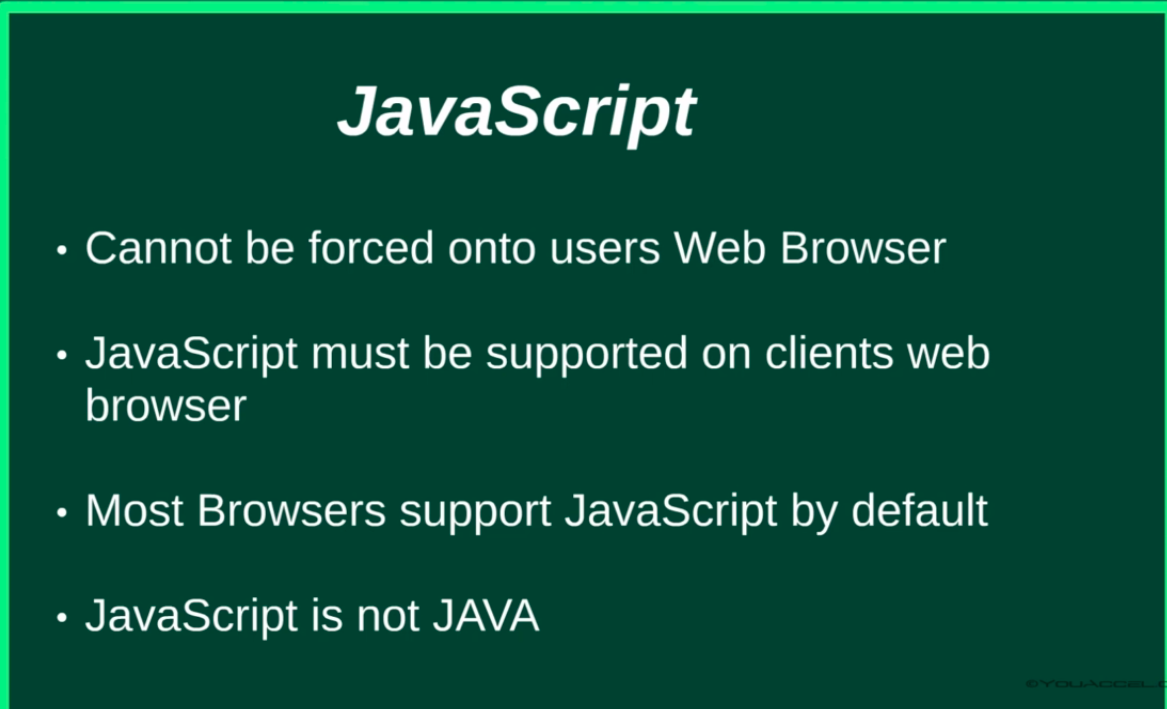 JavaScript
• Cannot be forced onto users Web Browser
• JavaScript must be supported on clients web
browser
• Most Browsers support JavaScript by default
• JavaScript is not JAVA
©YOUACCEL.C